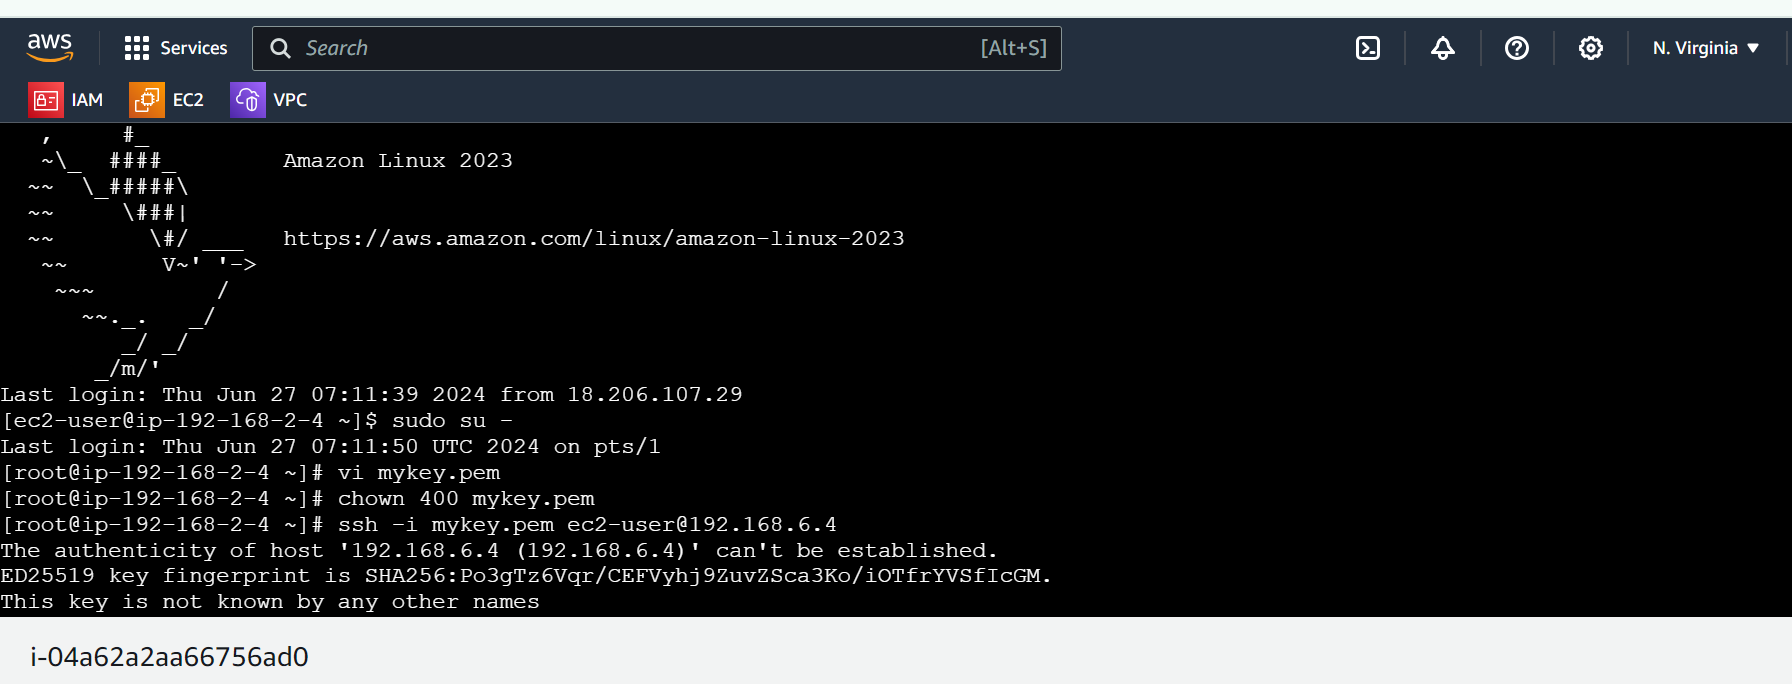 aws Services Search [Alt+S] N. Virginia
IAM EC2 VPC
   ,     #_
   ~\_  ####_        Amazon Linux 2023
  ~~  \_#####\
  ~~     \###|
  ~~       \#/ ___   https://aws.amazon.com/linux/amazon-linux-2023
   ~~       V~' '->
    ~~~         /
      ~~._.   _/
         _/ _/
       _/m/'
Last login: Thu Jun 27 07:11:39 2024 from 18.206.107.29
[ec2-user@ip-192-168-2-4 ~]$ sudo su -
Last login: Thu Jun 27 07:11:50 UTC 2024 on pts/1
[root@ip-192-168-2-4 ~]# vi mykey.pem
[root@ip-192-168-2-4 ~]# chown 400 mykey.pem
[root@ip-192-168-2-4 ~]# ssh -i mykey.pem ec2-user@192.168.6.4
The authenticity of host '192.168.6.4 (192.168.6.4)' can't be established.
ED25519 key fingerprint is SHA256:Po3gTz6Vqr/CEFVyhj9ZuvZSca3Ko/iOTfrYVSfIcGM.
This key is not known by any other names
i-04a62a2aa66756ad0